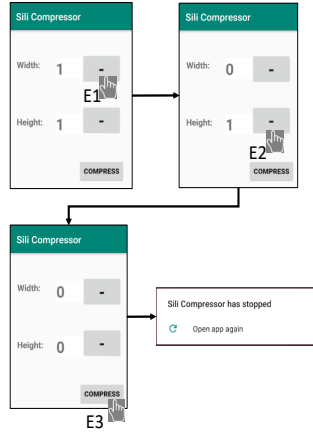 Sili Compressor
Width: 1 -
E1
Height: 1 -
COMPRESS
Sili Compressor
Width: 0 -
Height: 1 -
E2
COMPRESS
Sili Compressor
Width: 0 -
Height: 0 -
COMPRESS
E3
Sili Compressor has stopped
Open app again